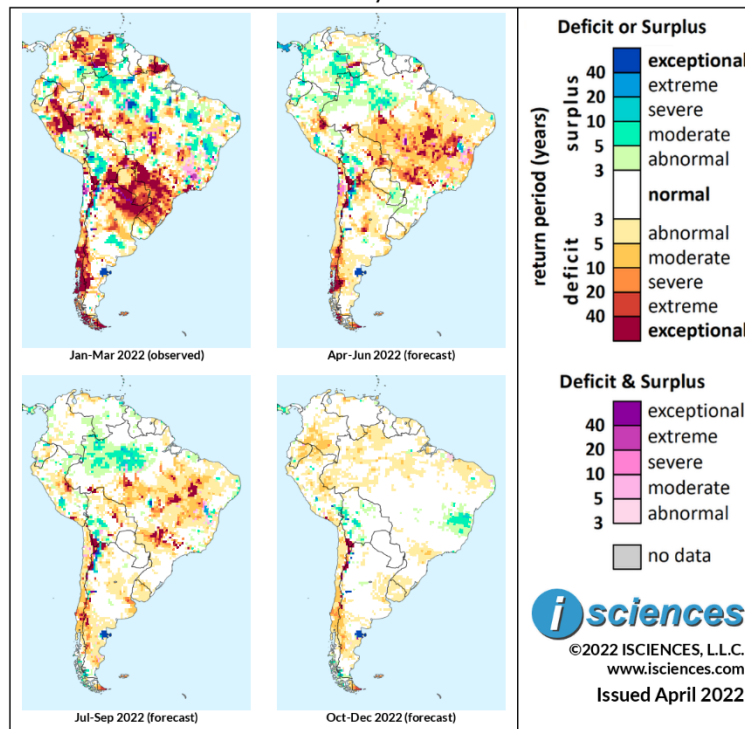 Jan-Mar 2022 (observed)
Apr-Jun 2022 (forecast)
Jul-Sep 2022 (forecast)
Oct-Dec 2022 (forecast)
Deficit or Surplus
return period (years)
surplus
deficit
exceptional
40
extreme
20
severe
10
moderate
5
abnormal
3
normal
3
abnormal
5
moderate
10
severe
20
extreme
40
exceptional
Deficit & Surplus
exceptional
40
extreme
20
severe
10
moderate
5
abnormal
3
no data
i sciences
©2022 ISCIENCES, L.L.C.
www.isciences.com
Issued April 2022